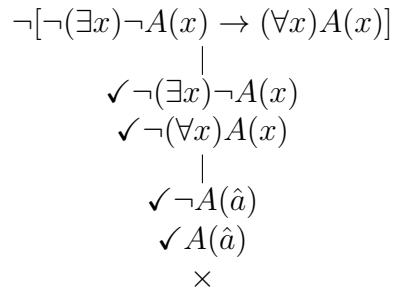 ¬[¬(∃x)¬A(x) → (∀x)A(x)]
✓¬(∃x)¬A(x)
✓¬(∀x)A(x)
✓¬A(â)
✓A(â)
×